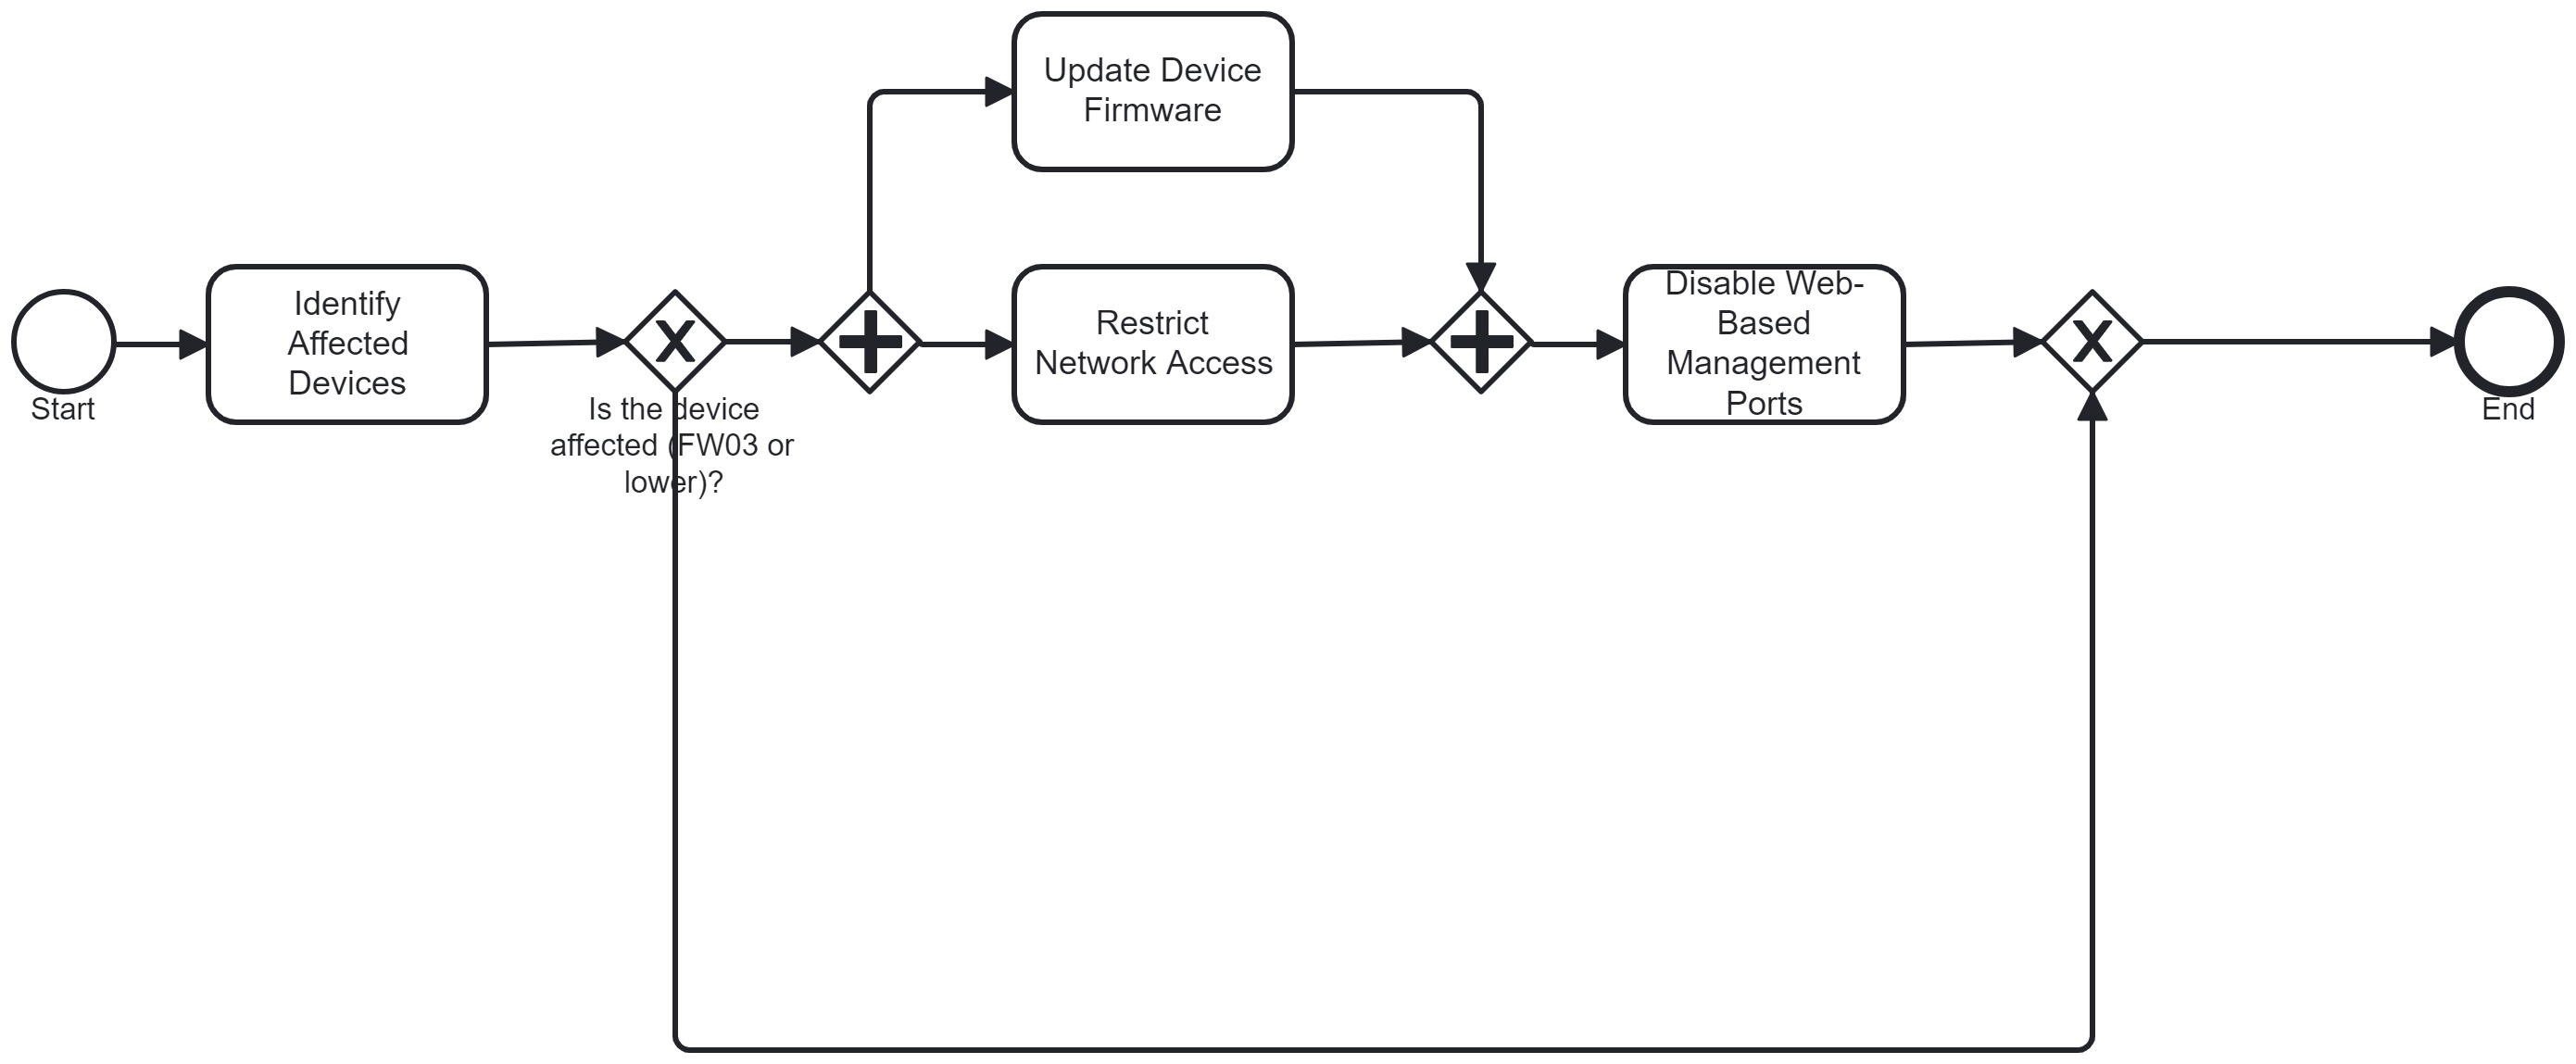 Update Device
Firmware
Start
Identify
Affected
Devices
Is the device
affected (FW03 or
lower)?
Restrict
Network Access
Disable Web-
Based
Management
Ports
End